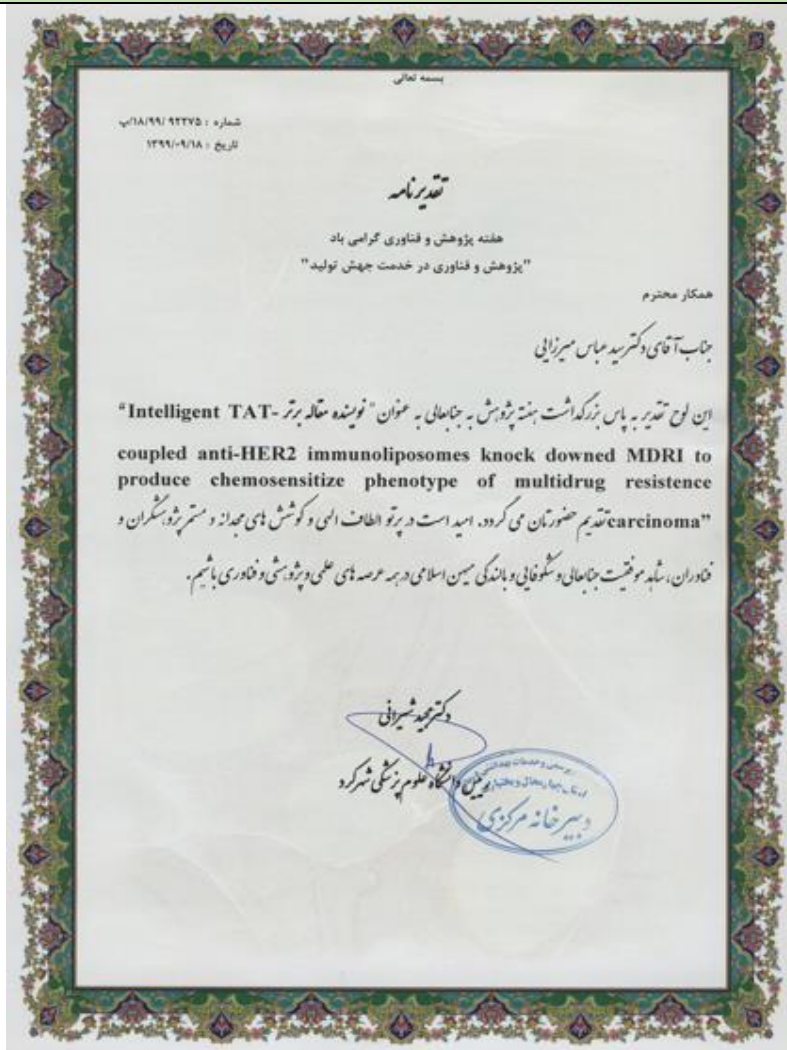 بسمه تعالی
شماره : ۹۲۲۷۵ /۱۸/۹۹/پ
تاریخ : ۱۳۹۹/۰۹/۱۸
تقدیرنامه
هفته پژوهش و فناوری گرامی باد
"پژوهش و فناوری در خدمت جهش تولید"
همکار محترم
جناب آقای دکتر سید عباس میرزایی
این لوح تقدیر به پاس بزرگداشت هفته پژوهش به جنابعالی به عنوان " نویسنده مقاله برتر "Intelligent TAT-
coupled anti-HER2 immunoliposomes knock downed MDRI to
produce chemosensitize phenotype of multidrug resistence
carcinoma" تقدیم حضورتان می گردد. امید است در پرتو الطاف الهی و کوشش های مجدانه و مستمر پژوهشگران و
فناوران، شاهد موفقیت جنابعالی و شکوفایی و بالندگی میهن اسلامی در همه عرصه های علمی و پژوهشی و فناوری باشیم.
دکتر مجید شیرانی
رییس دانشگاه علوم پزشکی شهرکرد
دبیرخانه مرکزی